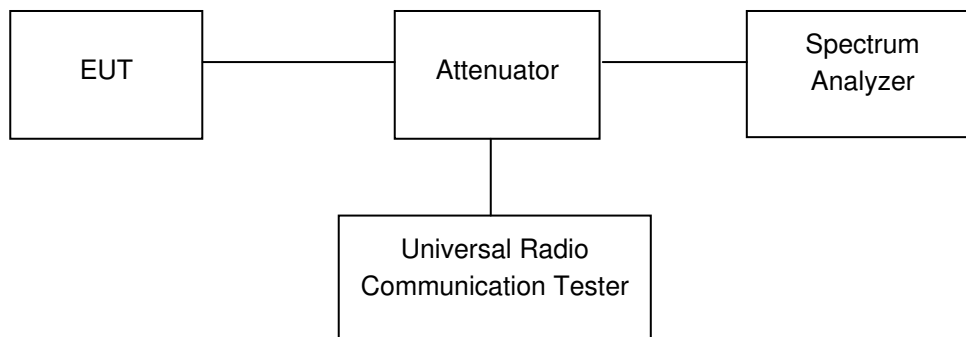 EUT
Attenuator
Spectrum
Analyzer
Universal Radio
Communication Tester